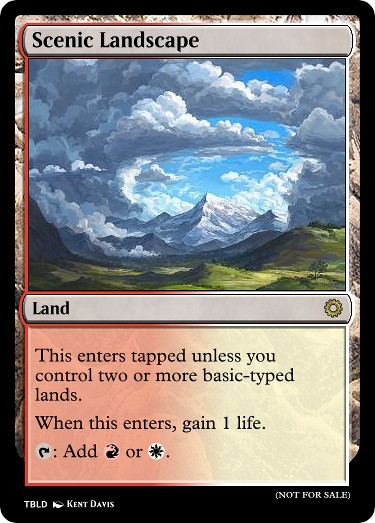 Scenic Landscape
Land
This enters tapped unless you
control two or more basic-typed
lands.
When this enters, gain 1 life.
: Add or .
TBLD Kent Davis
(NOT FOR SALE)